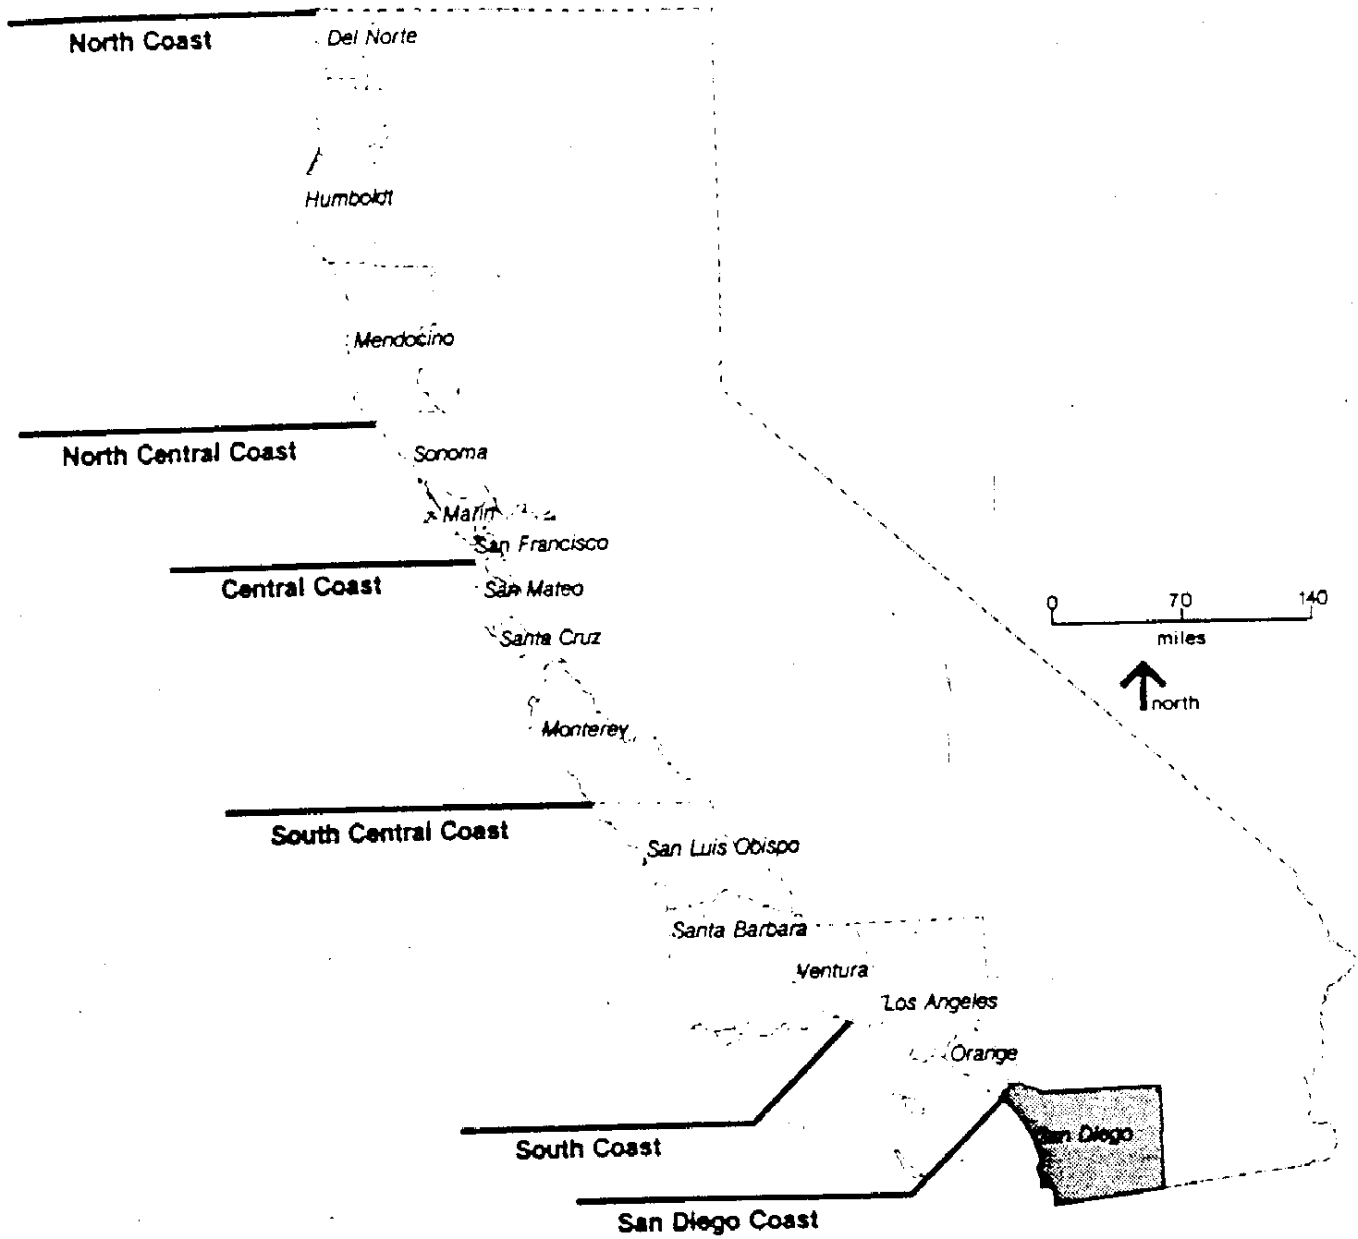 North Coast
Del Norte
Humboldt
Mendocino
North Central Coast
Sonoma
Marin
San Francisco
Central Coast
San Mateo
0 70 140
miles
Santa Cruz
north
Monterey
South Central Coast
San Luis Obispo
Santa Barbara
Ventura
Los Angeles
Orange
San Diego
South Coast
San Diego Coast